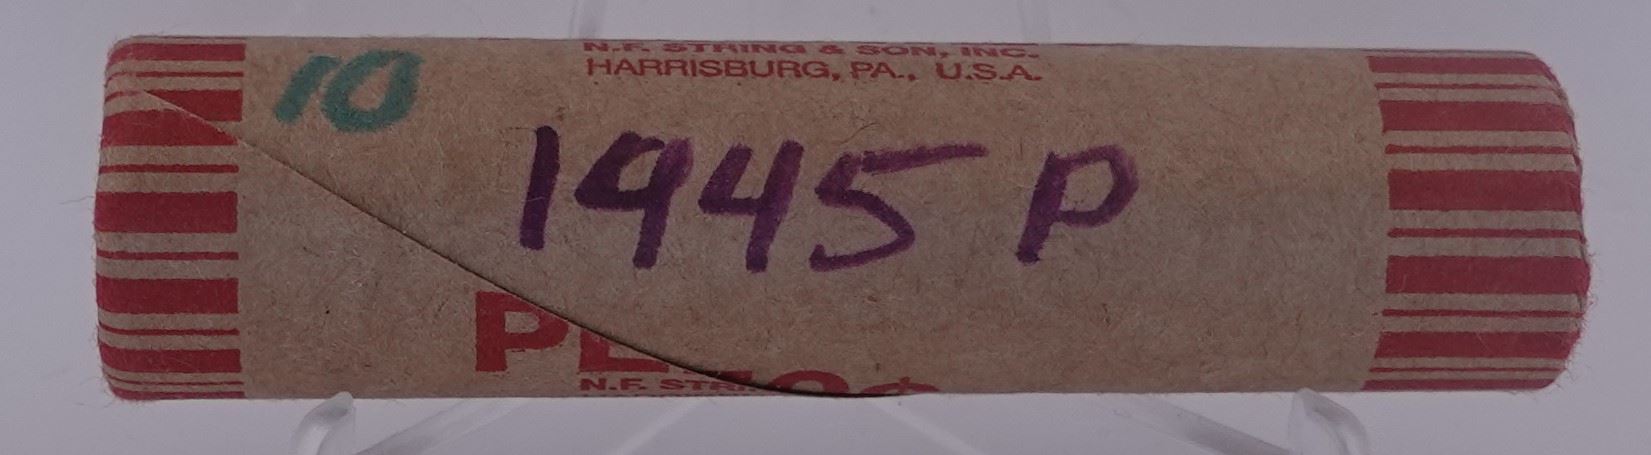 N.F. STRING & SON, INC.
HARRISBURG, PA., U.S.A.
10
1945 P
N.F.